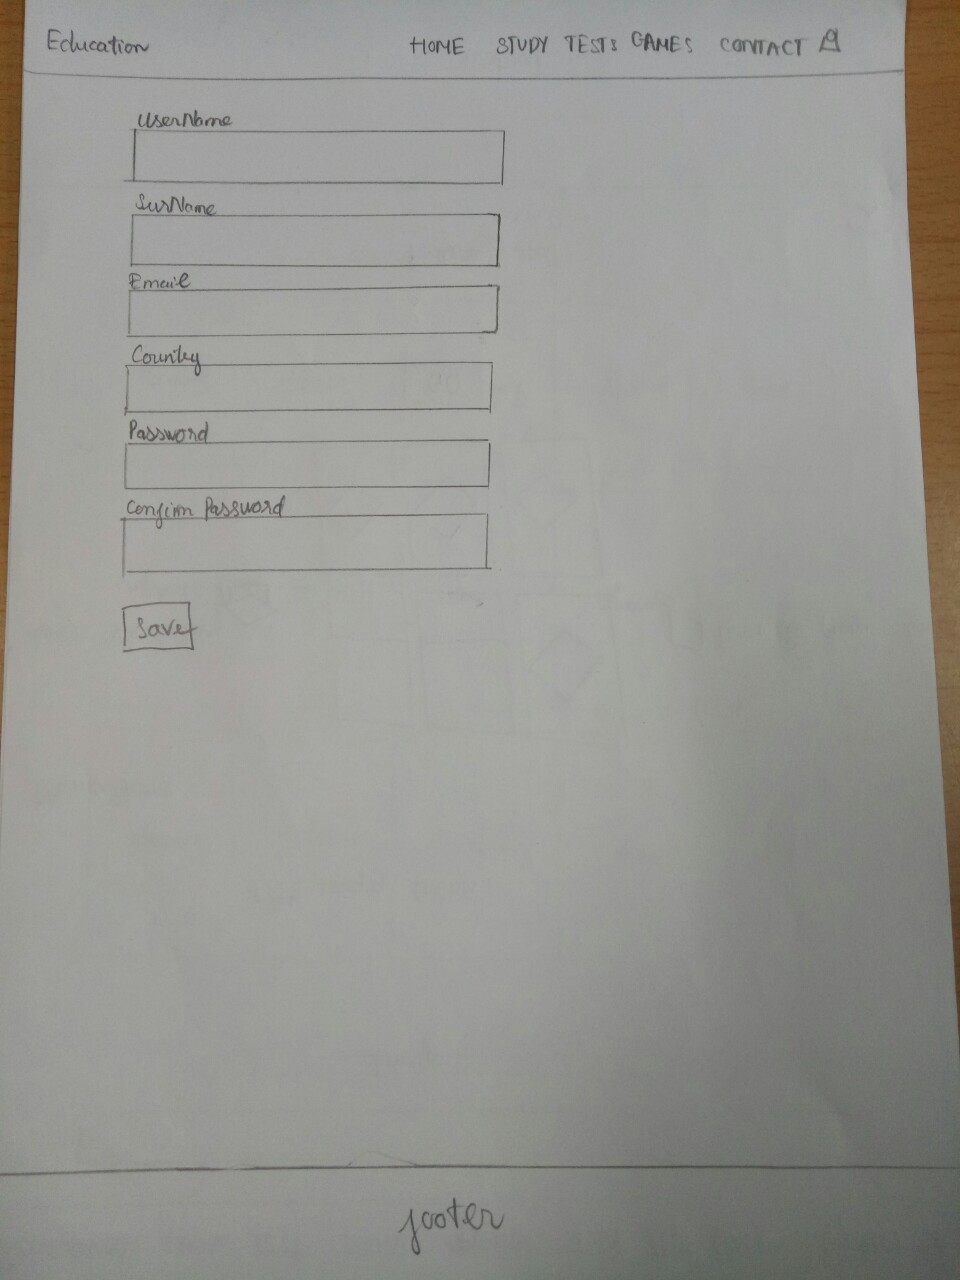 Education HOME STUDY TESTS GAMES CONTACT
UserName
SurName
Email
Country
Password
Confirm Password
Save
footer